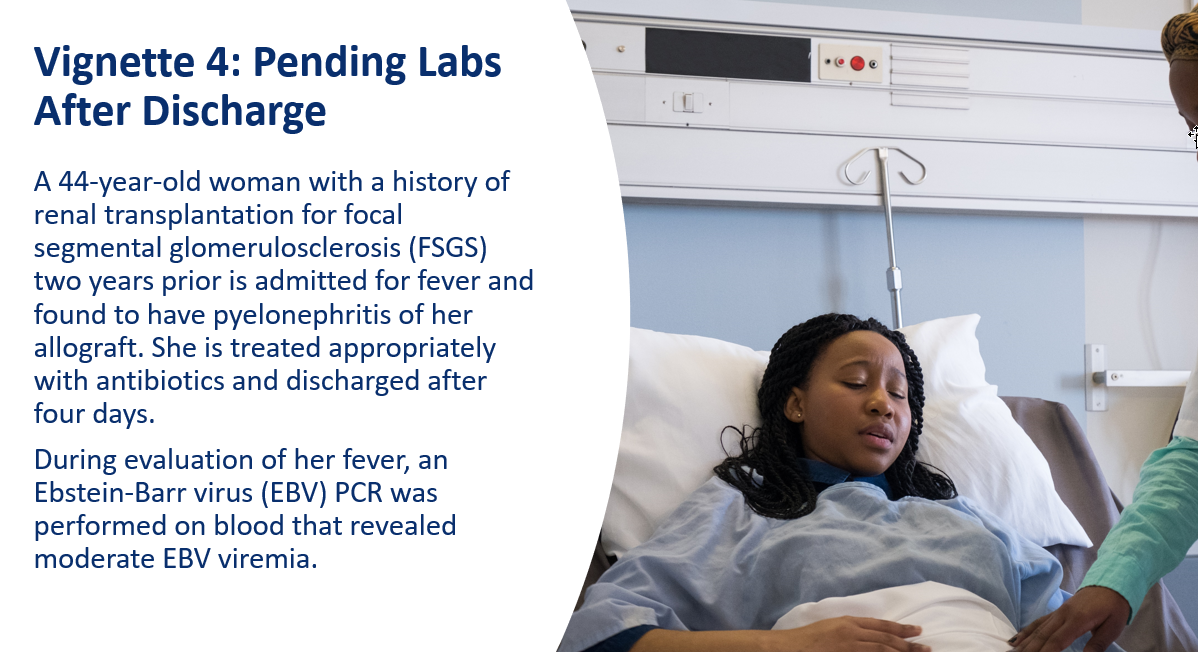 Vignette 4: Pending Labs
After Discharge
A 44-year-old woman with a history of
renal transplantation for focal
segmental glomerulosclerosis (FSGS)
two years prior is admitted for fever and
found to have pyelonephritis of her
allograft. She is treated appropriately
with antibiotics and discharged after
four days.
During evaluation of her fever, an
Ebstein-Barr virus (EBV) PCR was
performed on blood that revealed
moderate EBV viremia.